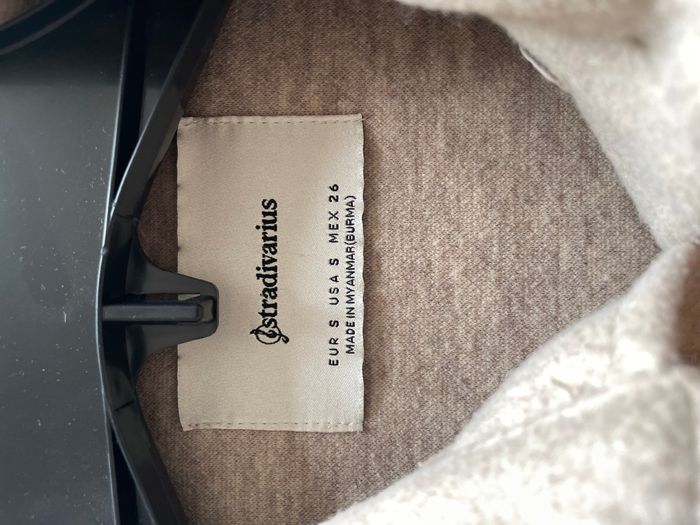 stradivarius
EUR S USA S MEX 26
MADE IN MYANMAR(BURMA)